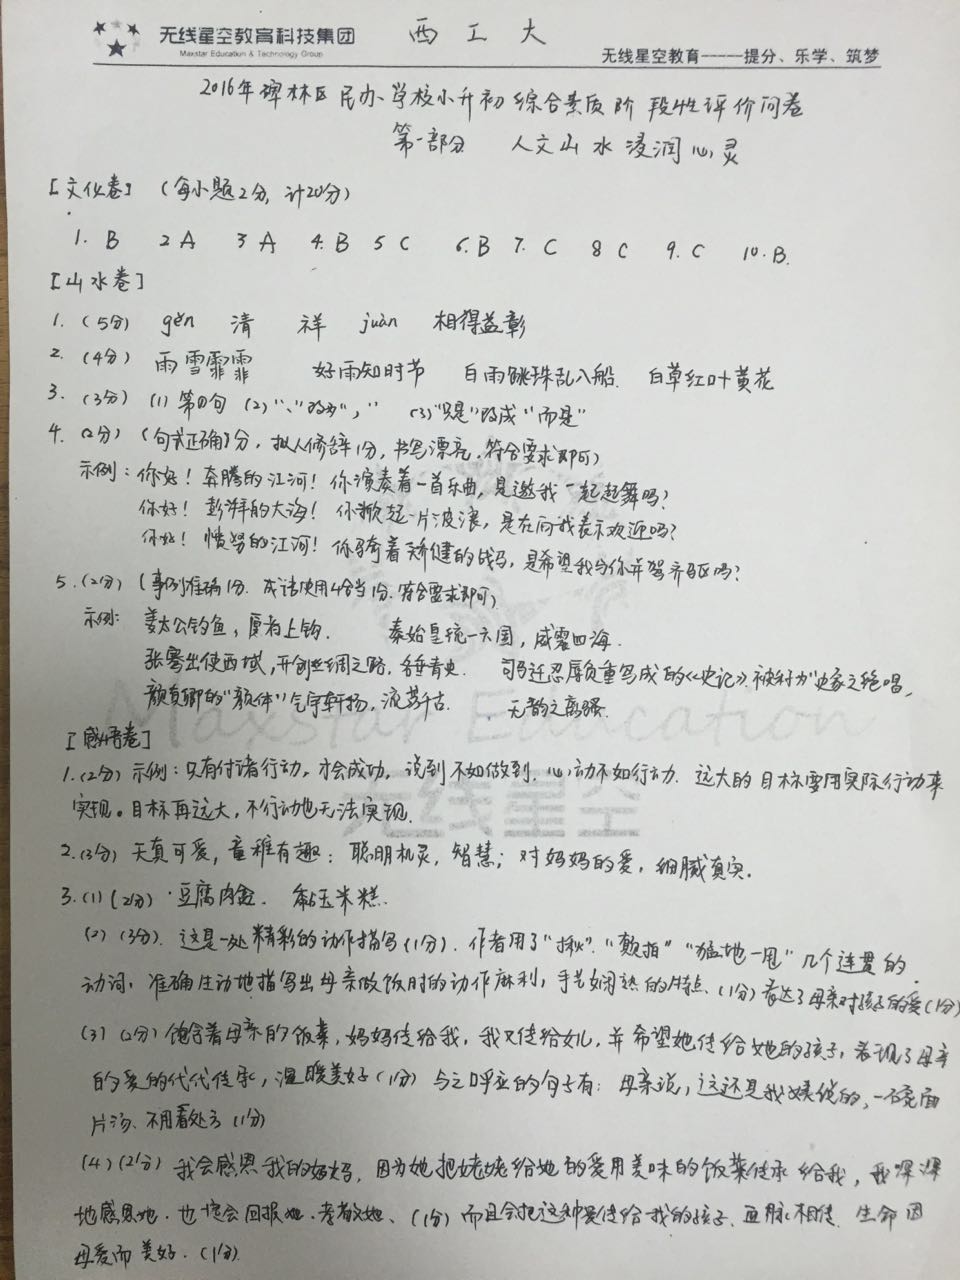 无线星空教育科技集团
Maxstar Education & Technology Group
西工大
无线星空教育-----提分、乐学、筑梦
2016年碑林区民办学校小升初综合素质阶段性评价问卷
第一部分 人文山水浸润心灵
[文化卷] (每小题2分,计20分)
1. B 2 A 3 A 4. B 5 C 6. B 7. C 8 C 9. C 10. B.
[山水卷]
1. (5分) gèn 清 祥 juàn 相得益彰
2. (4分) 雨雪霏霏 好雨知时节 白雨跳珠乱入船. 白草红叶黄花
3. (3分) (1) 第 句 (2)"、"改为"," (3)"只是"改成"而是"
4. (2分) (句式正确1分,拟人修辞1分,书写漂亮.符合要求即可)
示例:你好!奔腾的江河!你演奏着一首乐曲,是邀我一起起舞吗?
你好!澎湃的大海!你掀起一片波浪,是在向我表示欢迎吗?
你好!愤怒的江河!你骑着矫健的战马,是希望我与你并驾齐驱吗?
5. (2分) (事例准确1分.成语使用恰当1分.符合要求即可)
示例: 姜太公钓鱼,愿者上钩. 秦始皇统一六国,威震四海.
张骞出使西域,开创丝绸之路,名垂青史. 司马迁忍辱负重写成的《史记》被称为"史家之绝唱,
颜真卿的"颜体"气宇轩扬,流芳千古. 无韵之离骚.
Maxstar Education
[感悟卷]
1. (2分) 示例:只有付诸行动,才会成功,说到不如做到.心动不如行动.远大的目标要用实际行动来
实现。目标再远大,不行动也无法实现.
无线星空
2. (3分) 天真可爱,童稚有趣;聪明机灵,智慧;对妈妈的爱,细腻真实.
3. (1) (2分) 豆腐肉盒. 黏玉米糕.
(2) (3分). 这是一处精彩的动作描写(1分).作者用了"揪""颠拍""猛地一甩"几个连贯的
动词,准确生动地描写出母亲做饭时的动作麻利,手艺娴熟的特点、(1分)表达了母亲对孩子的爱(1分)
(3) (2分) 饱含着母亲的饭菜,妈妈传给我,我又传给女儿,并希望她传给她的孩子,表现了母亲
的爱的代代传承,温暖美好(1分) 与之呼应的句子有:母亲说,这还是我姥姥传的,一碗面
片汤、不用看处方(1分)
(4) (2分) 我会感恩我的妈妈,因为她把姥姥给她的爱用美味的饭菜传承给我,我深深
地感恩她.也 会回报她.孝敬她、(1分)而且会把这种爱传给我的孩子.血脉相传.生命因
母爱而美好.(1分)